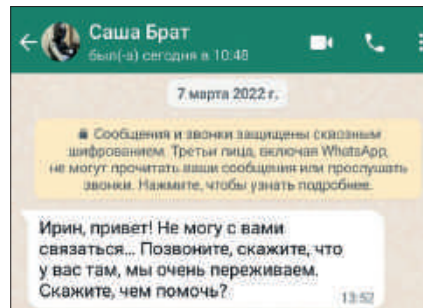 Саша Брат
был(-а) сегодня в 10:48
7 марта 2022 г.
Сообщения и звонки защищены сквозным
шифрованием. Третьи лица, включая WhatsApp,
не могут прочитать ваши сообщения или прослушать
звонки. Нажмите, чтобы узнать подробнее.
Ирин, привет! Не могу с вами
связаться... Позвоните, скажите, что
у вас там, мы очень переживаем.
Скажите, чем помочь?
13:52